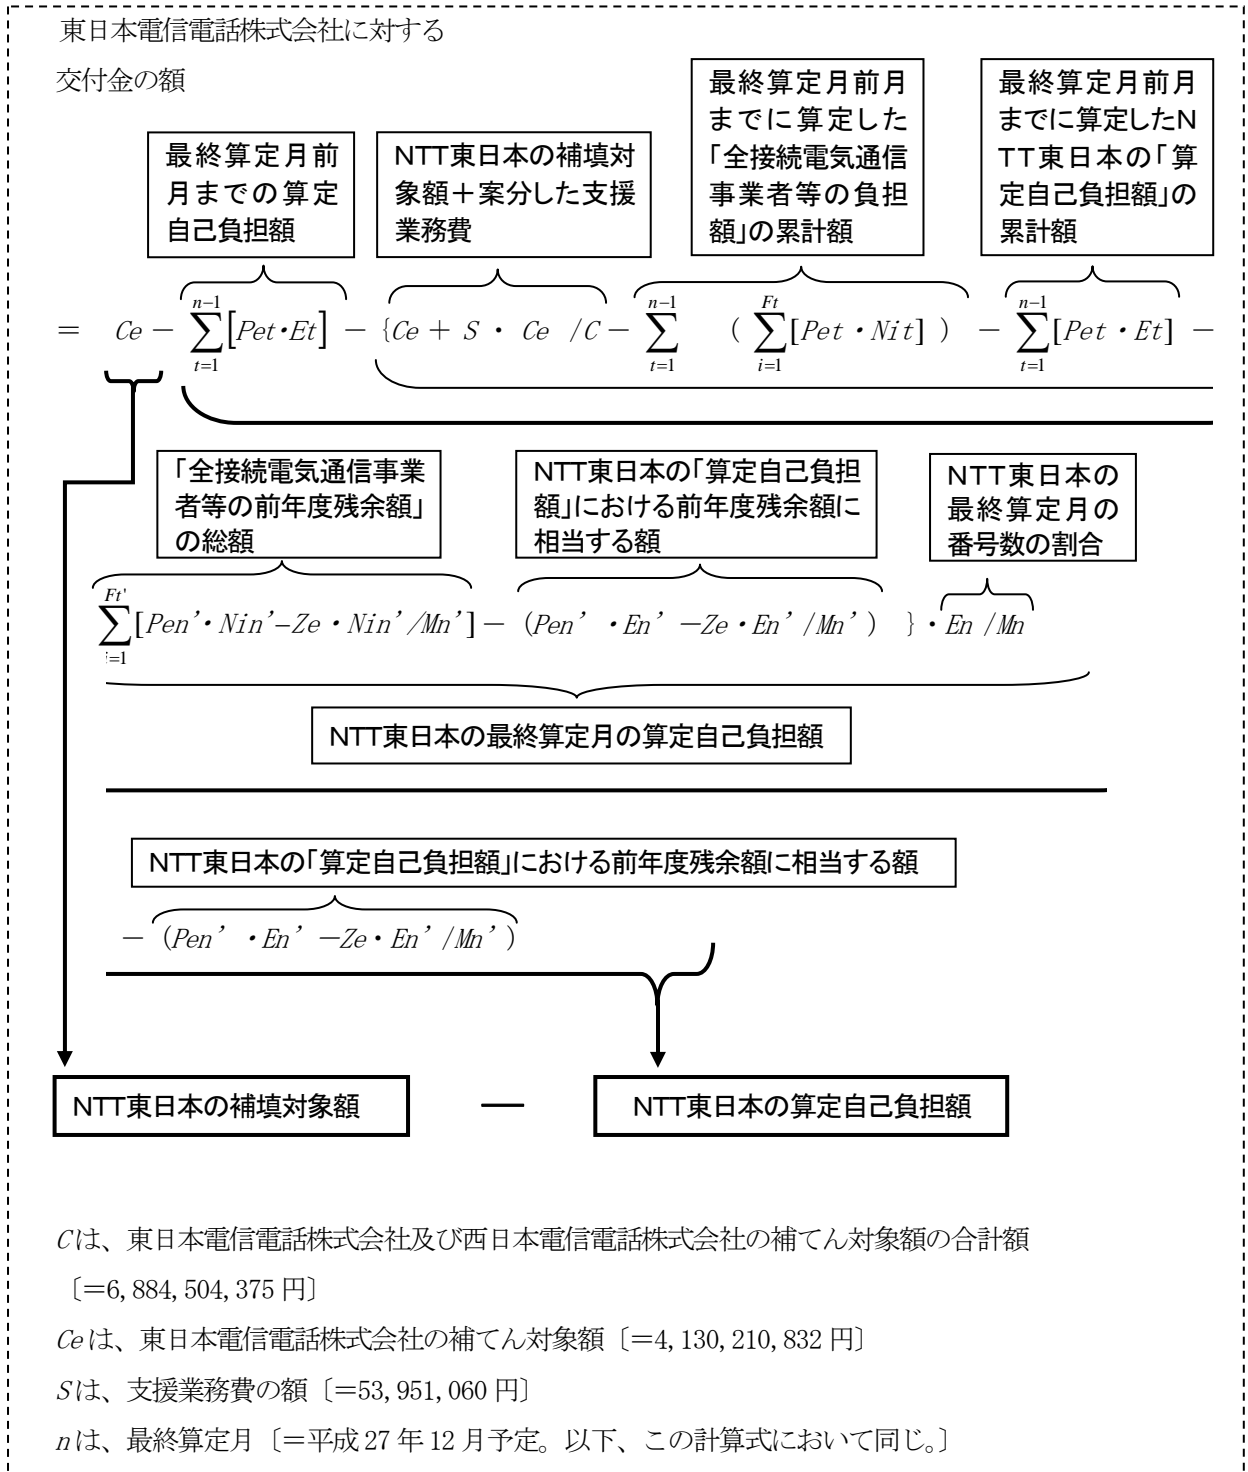 東日本電信電話株式会社に対する
交付金の額
最終算定月前
月までの算定
自己負担額
NTT東日本の補填対
象額＋案分した支援
業務費
最終算定月前月
までに算定した
「全接続電気通信
事業者等の負担
額」の累計額
最終算定月前月
までに算定したN
TT東日本の「算
定自己負担額」の
累計額
＝ Ce − \sum_{t=1}^{n−1}[Pet・Et] − {Ce + S ・ Ce /C − \sum_{t=1}^{n−1} ( \sum_{i=1}^{Ft}[Pet・Nit] ) − \sum_{t=1}^{n−1}[Pet・Et] −
「全接続電気通信事業
者等の前年度残余額」
の総額
NTT東日本の「算定自己負担
額」における前年度残余額に
相当する額
NTT東日本の
最終算定月の
番号数の割合
\sum_{i=1}^{Ft'}[Pen’・Nin’−Ze・Nin’/Mn’]− (Pen’・En’−Ze・En’/Mn’) }・En /Mn
NTT東日本の最終算定月の算定自己負担額
NTT東日本の「算定自己負担額」における前年度残余額に相当する額
− (Pen’・En’−Ze・En’/Mn’)
NTT東日本の補填対象額 ― NTT東日本の算定自己負担額
Cは、東日本電信電話株式会社及び西日本電信電話株式会社の補てん対象額の合計額
〔＝6,884,504,375 円〕
Ceは、東日本電信電話株式会社の補てん対象額〔＝4,130,210,832 円〕
Sは、支援業務費の額〔＝53,951,060 円〕
nは、最終算定月〔＝平成 27 年 12 月予定。以下、この計算式において同じ。〕